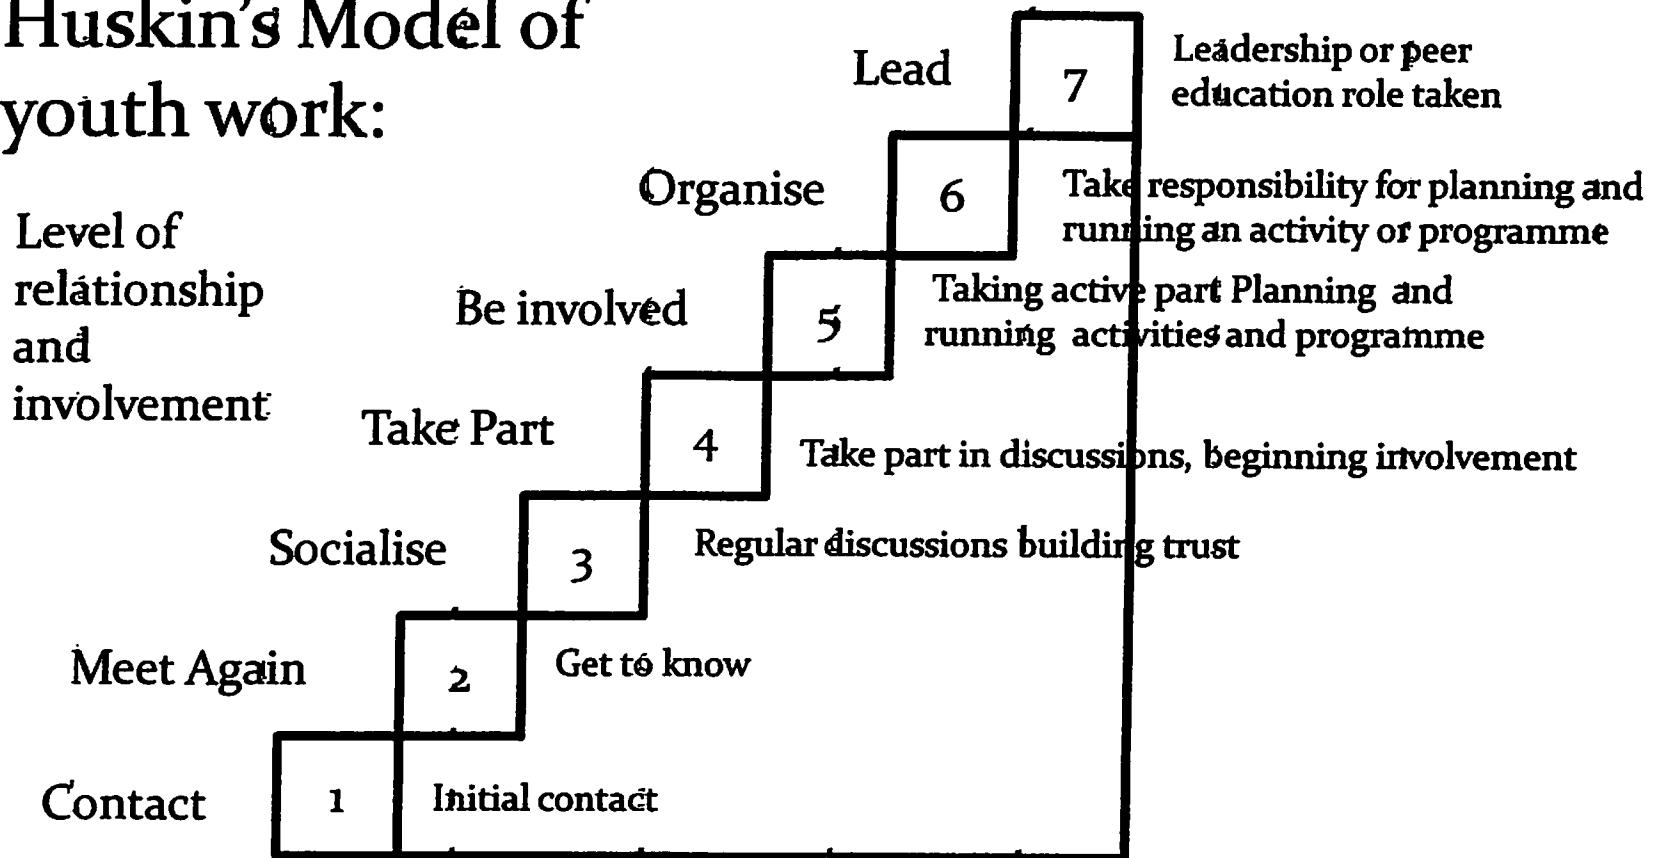 Huskin's Model of
youth work:
Level of
relationship
and
involvement
Lead
7
Leadership or peer
education role taken
Organise
6
Take responsibility for planning and
running an activity or programme
Be involved
5
Taking active part Planning and
running activities and programme
Take Part
4
Take part in discussions, beginning involvement
Socialise
3
Regular discussions building trust
Meet Again
2
Get to know
Contact
1
Initial contact